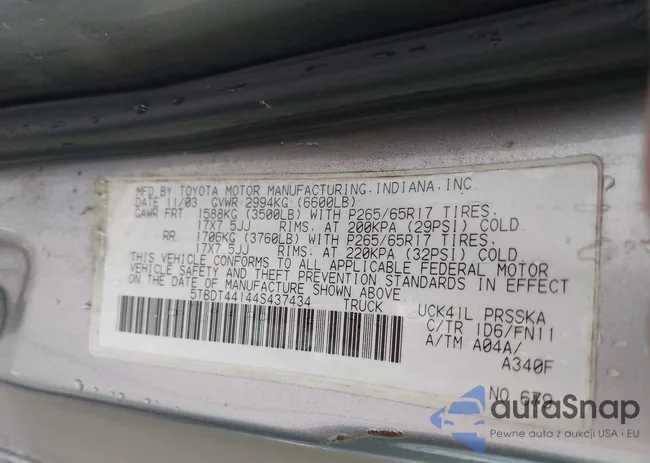 MFD.BY TOYOTA MOTOR MANUFACTURING.INDIANA.INC
DATE 11/03 GVWR 2994KG (6600LB)
GAWR FRT 1588KG (3500LB) WITH P265/65R17 TIRES.
17X7.5JJ RIMS. AT 200KPA (29PSI) COLD
RR 1706KG (3760LB) WITH P265/65R17 TIRES.
17X7.5JJ RIMS. AT 220KPA (32PSI) COLD
THIS VEHICLE CONFORMS TO ALL APPLICABLE FEDERAL MOTOR
VEHICLE SAFETY AND THEFT PREVENTION STANDARDS IN EFFECT
ON THE DATE OF MANUFACTURE SHOWN ABOVE
5TBDT44144S437434 TRUCK
UCK41L PRSSKA
C/TR 1D6/FN11
A/TM A04A/
A340F
NO. 
autoSnap
Pewne auta z aukcji USA i EU